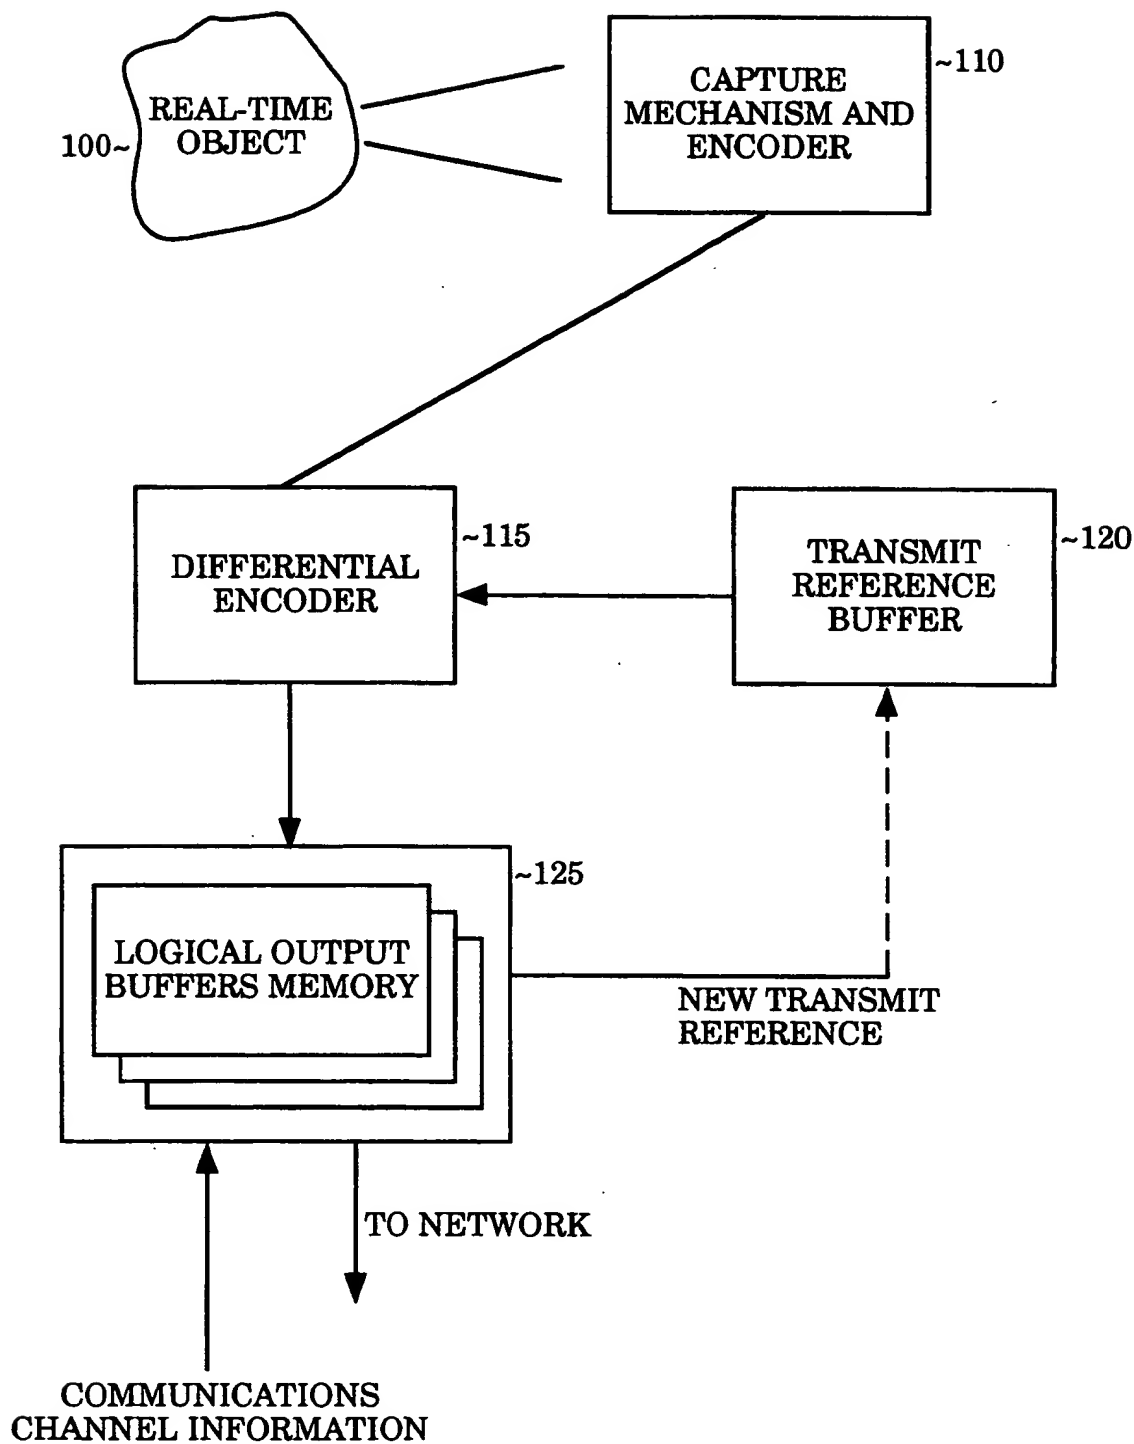 REAL-TIME
OBJECT
100~
CAPTURE
MECHANISM AND
ENCODER
~110
DIFFERENTIAL
ENCODER
~115
TRANSMIT
REFERENCE
BUFFER
~120
~125
LOGICAL OUTPUT
BUFFERS MEMORY
NEW TRANSMIT
REFERENCE
TO NETWORK
COMMUNICATIONS
CHANNEL INFORMATION